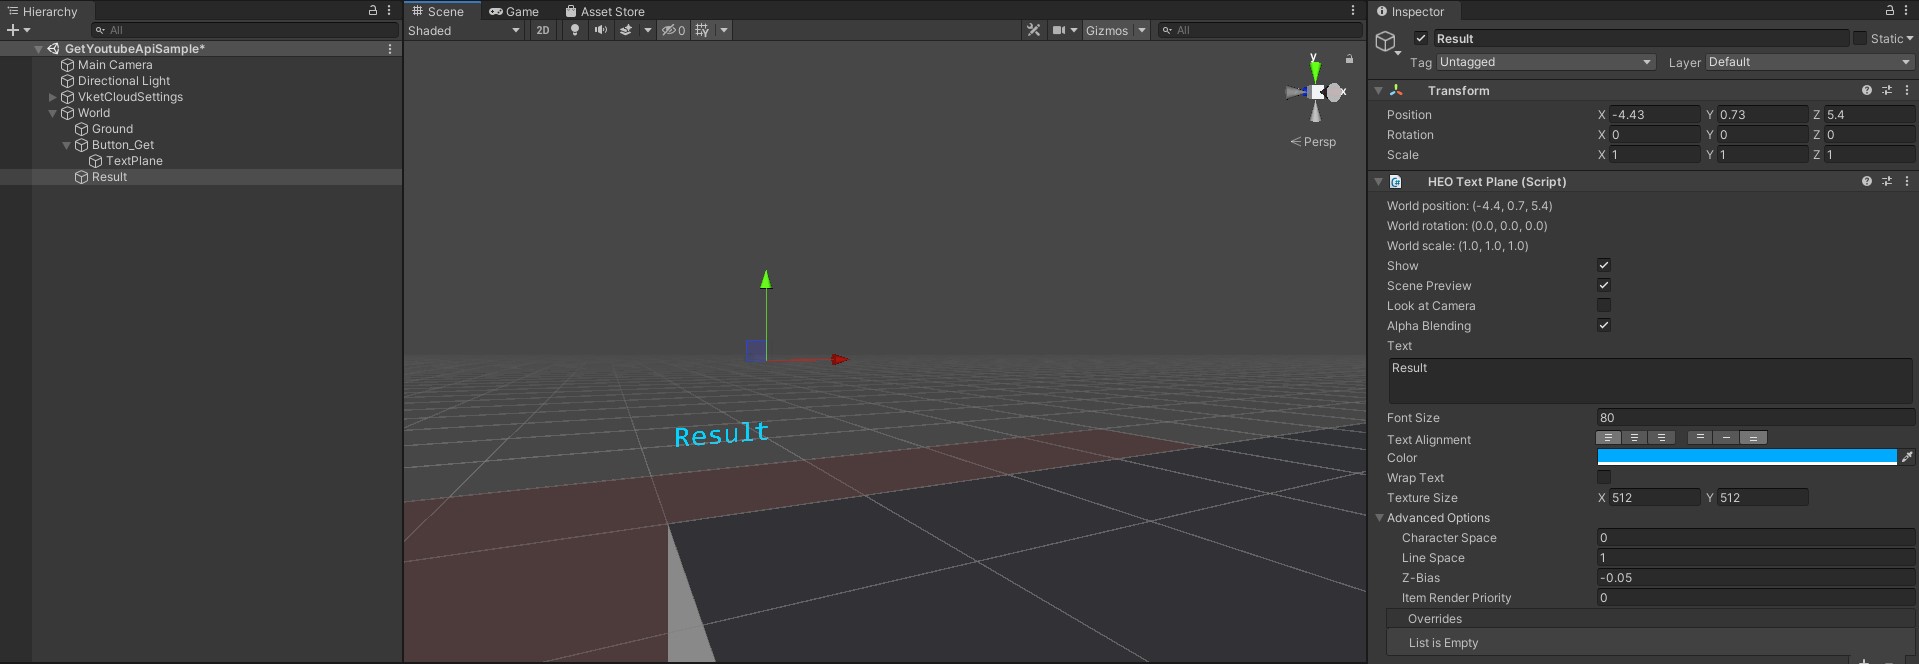 Hierarchy
All
GetYoutubeApiSample*
Main Camera
Directional Light
VketCloudSettings
World
Ground
Button_Get
TextPlane
Result
Scene
Game
Asset Store
Shaded
2D
0
Gizmos
All
y
x
Persp
Result
Inspector
Result
Static
Tag Untagged
Layer Default
Transform
Position X -4.43 Y 0.73 Z 5.4
Rotation X 0 Y 0 Z 0
Scale X 1 Y 1 Z 1
HEO Text Plane (Script)
World position: (-4.4, 0.7, 5.4)
World rotation: (0.0, 0.0, 0.0)
World scale: (1.0, 1.0, 1.0)
Show
Scene Preview
Look at Camera
Alpha Blending
Text
Result
Font Size 80
Text Alignment
Color
Wrap Text
Texture Size X 512 Y 512
Advanced Options
Character Space 0
Line Space 1
Z-Bias -0.05
Item Render Priority 0
Overrides
List is Empty